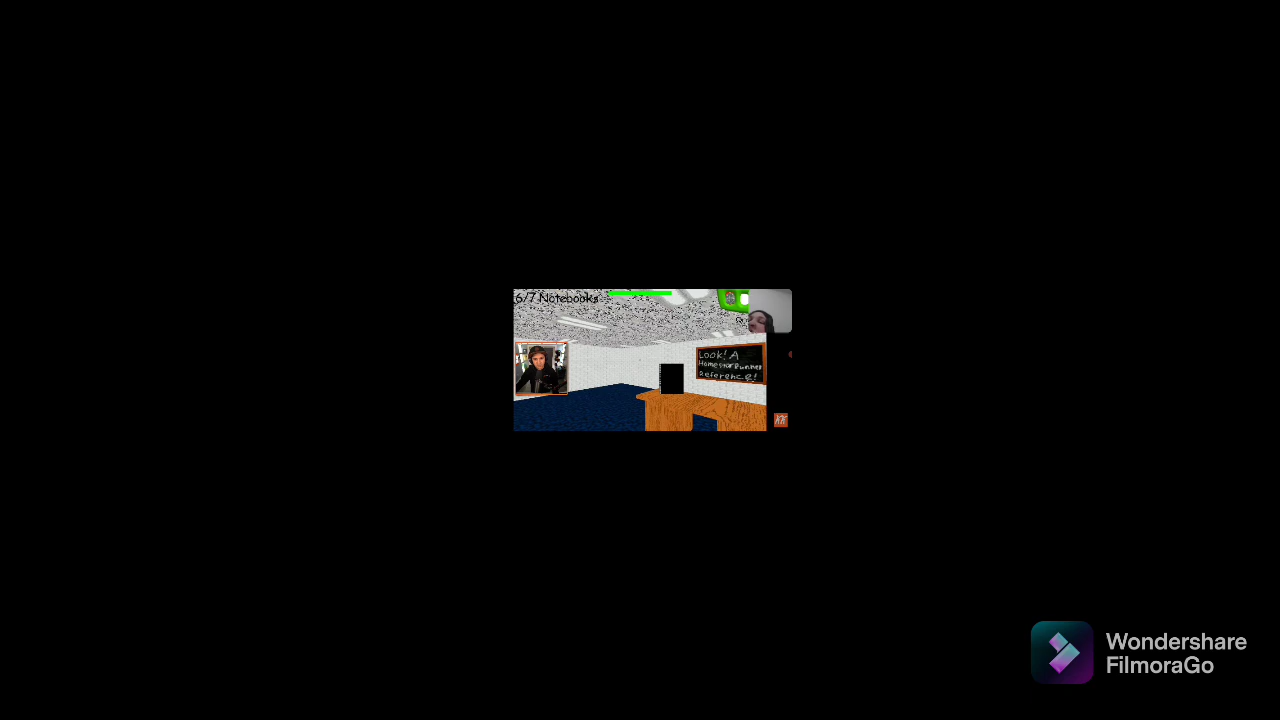 6/7 Notebooks
Look! A
Homestar Runner
Reference!
Wondershare
FilmoraGo